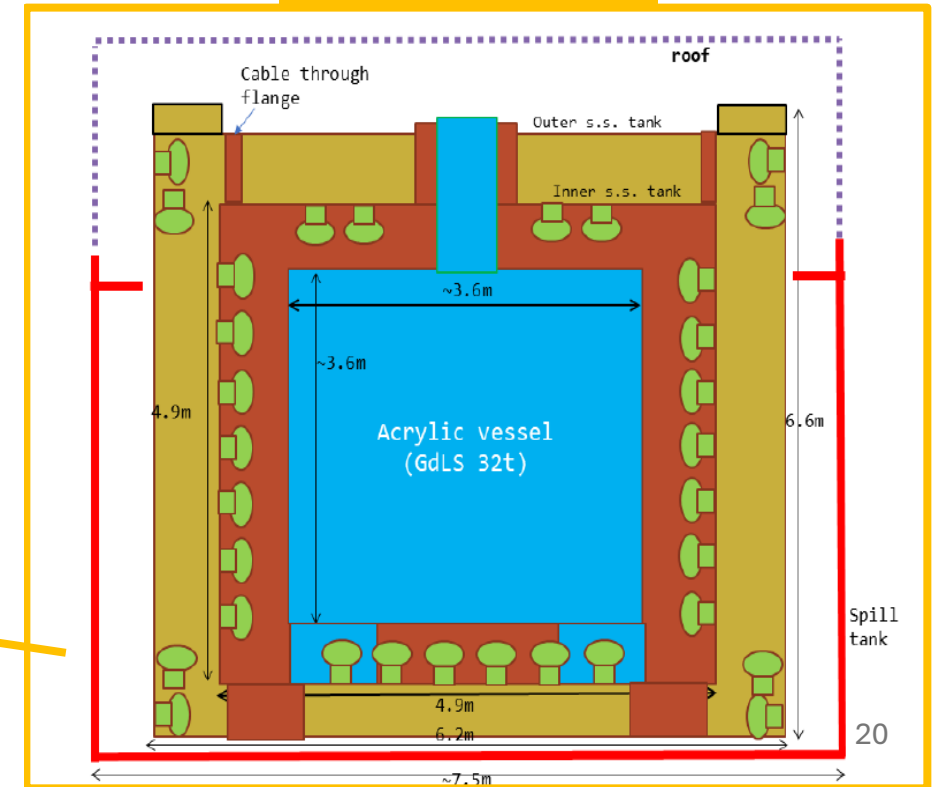 roof
Cable through
flange
Outer s.s. tank
Inner s.s. tank
~3.6m
~3.6m
4.9m
6.6m
Acrylic vessel
(GdLS 32t)
Spill
tank
4.9m
6.2m
20
~7.5m